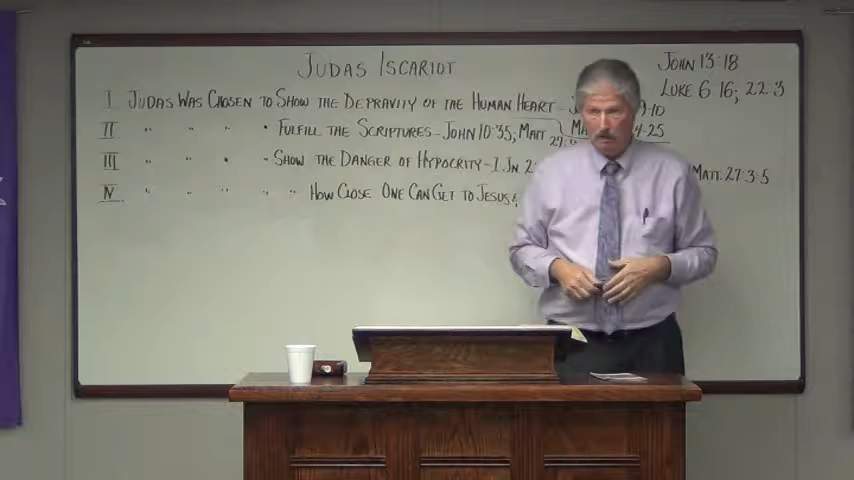 JUDAS ISCARIOT
JOHN 13:18
LUKE 6 16; 22:3
I JUDAS WAS CHOSEN TO SHOW THE DEPRAVITY OF THE HUMAN HEART -
II " " " " FULFILL THE SCRIPTURES - JOHN 10:35; MATT
III " " " " SHOW THE DANGER OF HYPOCRISY - I JN 2: MATT. 27:3-5
IV. " " " " " HOW CLOSE ONE CAN GET TO JESUS &